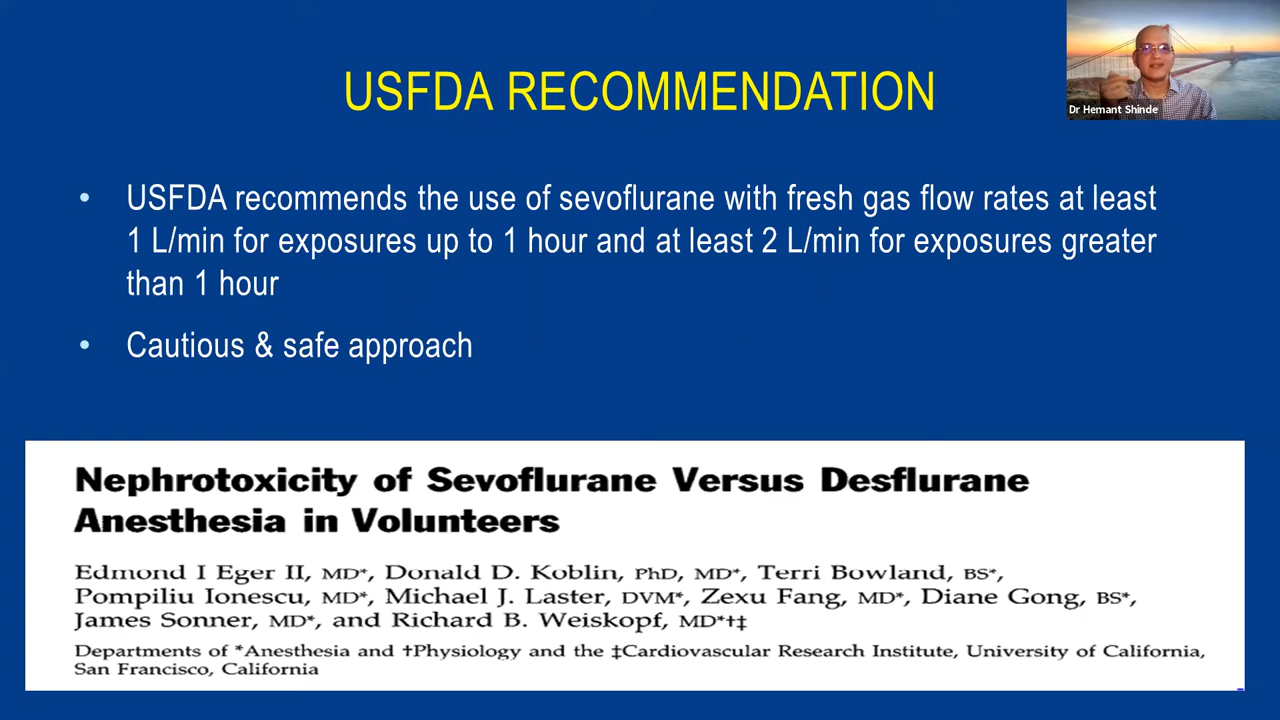 USFDA RECOMMENDATION
Dr Hemant Shinde
• USFDA recommends the use of sevoflurane with fresh gas flow rates at least
1 L/min for exposures up to 1 hour and at least 2 L/min for exposures greater
than 1 hour
• Cautious & safe approach
Nephrotoxicity of Sevoflurane Versus Desflurane
Anesthesia in Volunteers
Edmond I Eger II, MD*, Donald D. Koblin, PhD, MD*, Terri Bowland, BS*,
Pompiliu Ionescu, MD*, Michael J. Laster, DVM*, Zexu Fang, MD*, Diane Gong, BS*,
James Sonner, MD*, and Richard B. Weiskopf, MD*†‡
Departments of *Anesthesia and †Physiology and the ‡Cardiovascular Research Institute, University of California,
San Francisco, California